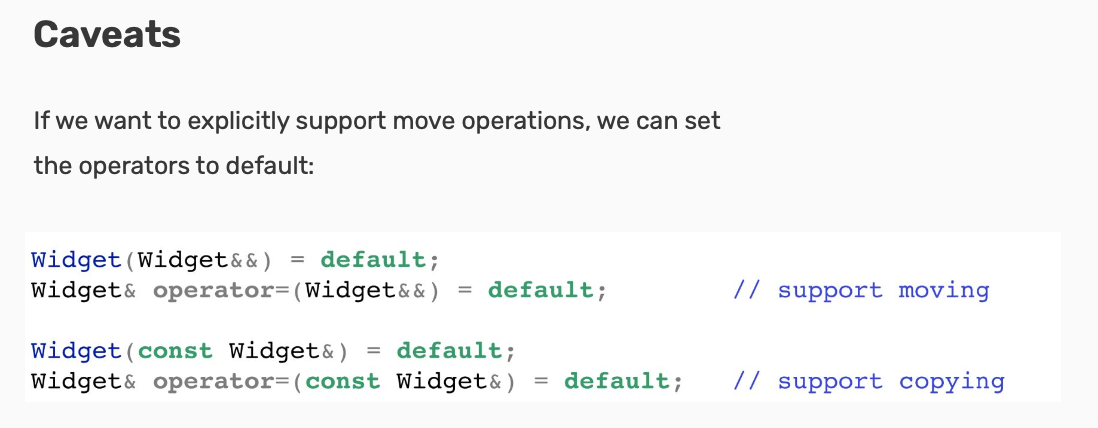 Caveats
If we want to explicitly support move operations, we can set
the operators to default:
Widget(Widget&&) = default;
Widget& operator=(Widget&&) = default;        // support moving
Widget(const Widget&) = default;
Widget& operator=(const Widget&) = default;   // support copying